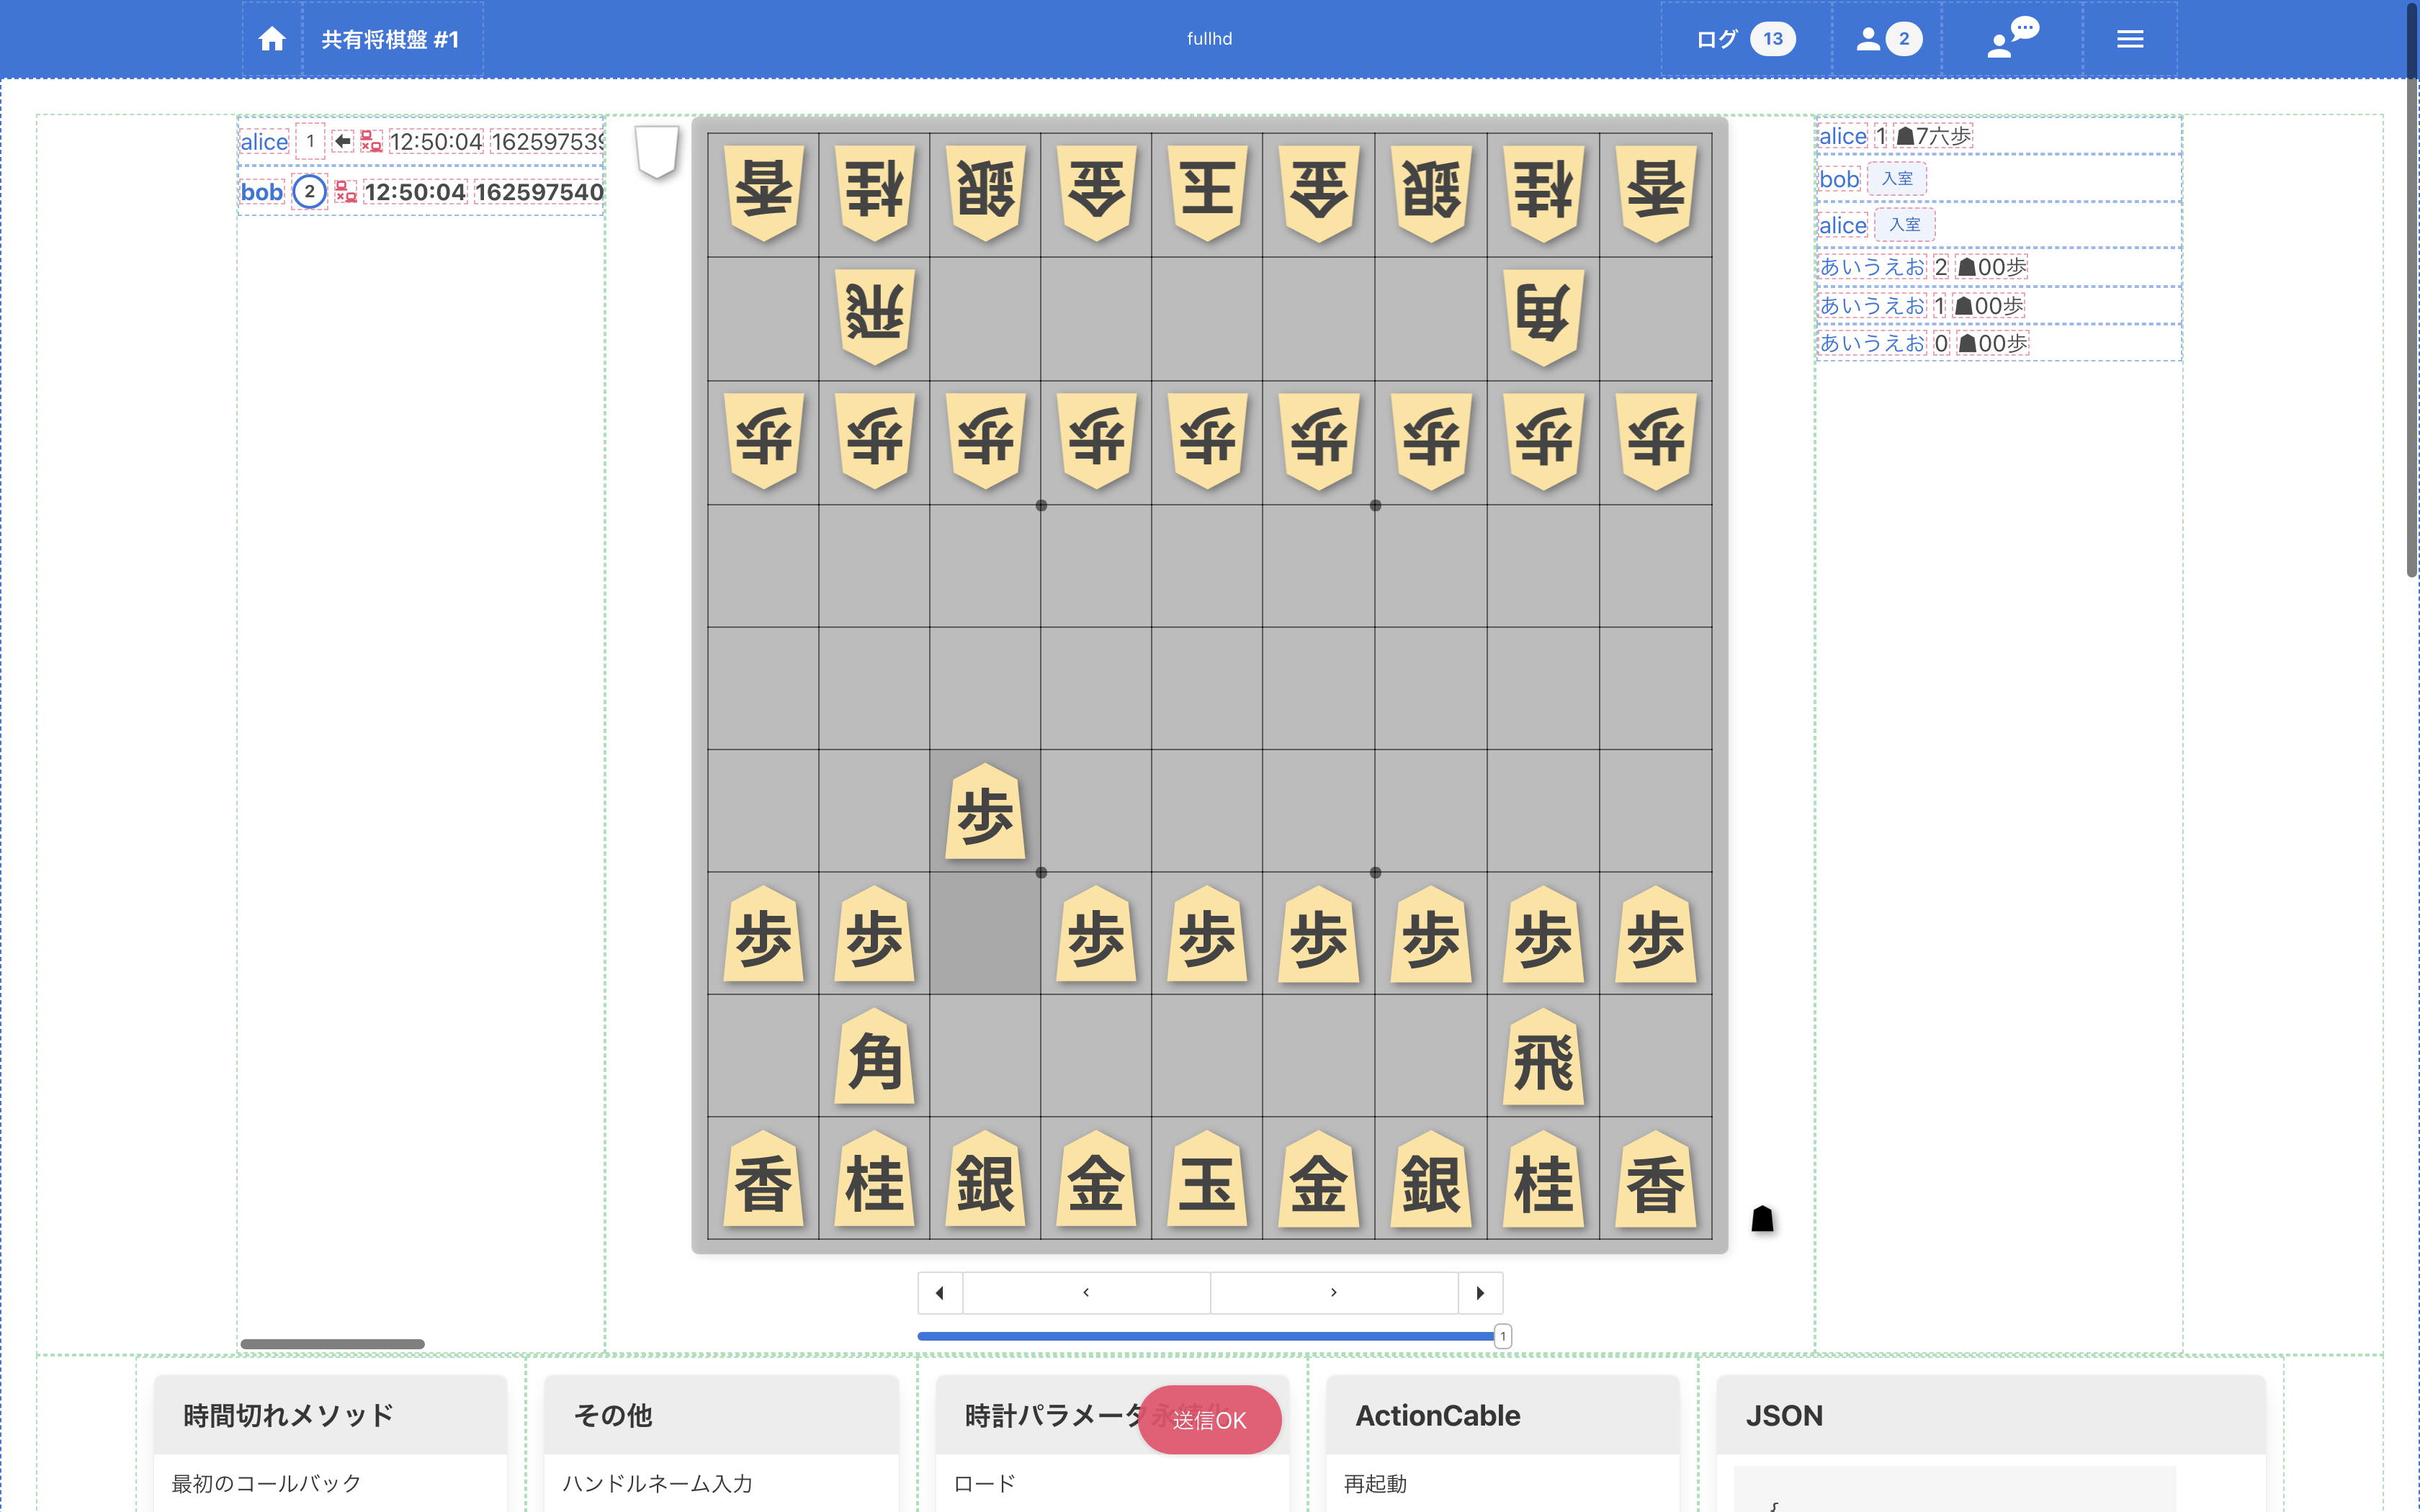 共有将棋盤 #1
fullhd
ログ 13
2
alice 1 12:50:04 162597539
bob 2 12:50:04 162597540
香 桂 銀 金 玉 金 銀 桂 香
飛 角
歩 歩 歩 歩 歩 歩 歩 歩 歩
歩
歩 歩 歩 歩 歩 歩 歩 歩
角 飛
香 桂 銀 金 玉 金 銀 桂 香
1
alice 1 ☗7六歩
bob 入室
alice 入室
あいうえお 2 ☗00歩
あいうえお 1 ☗00歩
あいうえお 0 ☗00歩
時間切れメソッド
最初のコールバック
その他
ハンドルネーム入力
時計パラメータ
送信OK
ロード
ActionCable
再起動
JSON
{